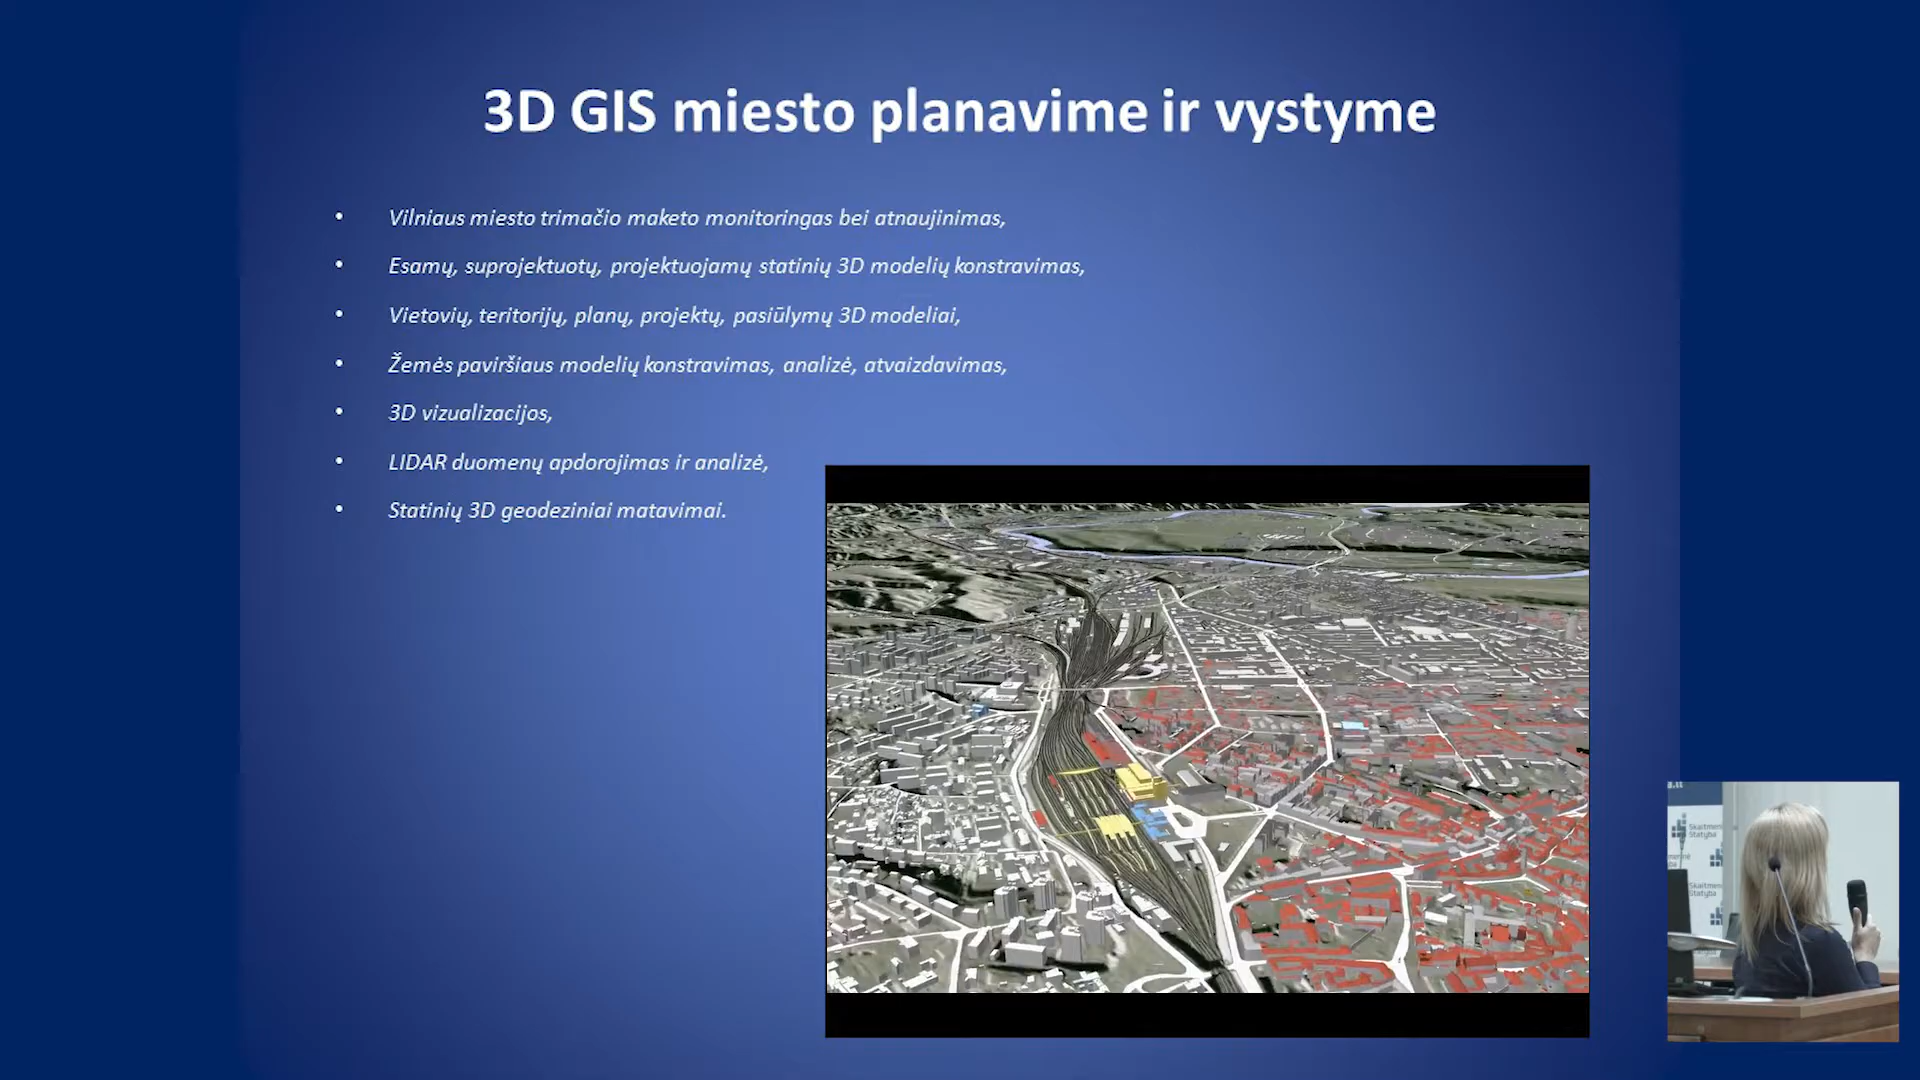 3D GIS miesto planavime ir vystyme
• Vilniaus miesto trimačio maketo monitoringas bei atnaujinimas,
• Esamų, suprojektuotų, projektuojamų statinių 3D modelių konstravimas,
• Vietovių, teritorijų, planų, projektų, pasiūlymų 3D modeliai,
• Žemės paviršiaus modelių konstravimas, analizė, atvaizdavimas,
• 3D vizualizacijos,
• LIDAR duomenų apdorojimas ir analizė,
• Statinių 3D geodeziniai matavimai.
Statyba
Statyba